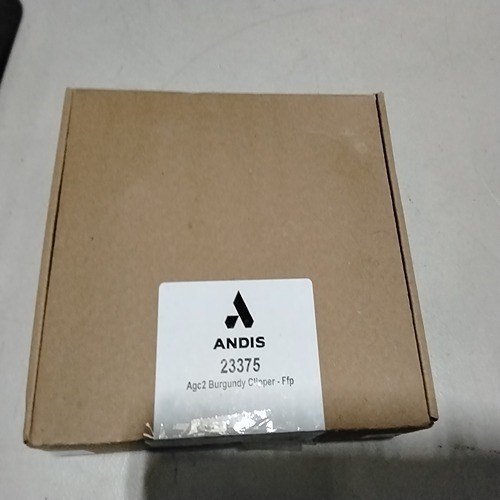 ANDIS
23375
Agc2 Burgundy Clipper - Ffp